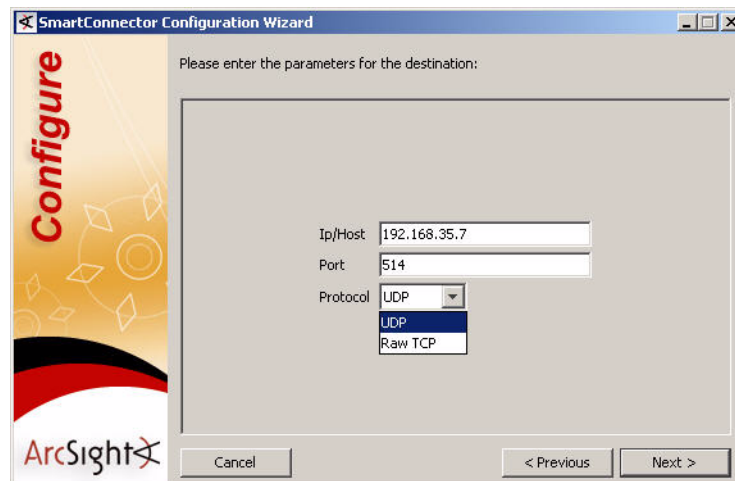 SmartConnector Configuration Wizard
Configure
Please enter the parameters for the destination:
Ip/Host 192.168.35.7
Port 514
Protocol UDP
UDP
Raw TCP
ArcSight
Cancel
< Previous
Next >